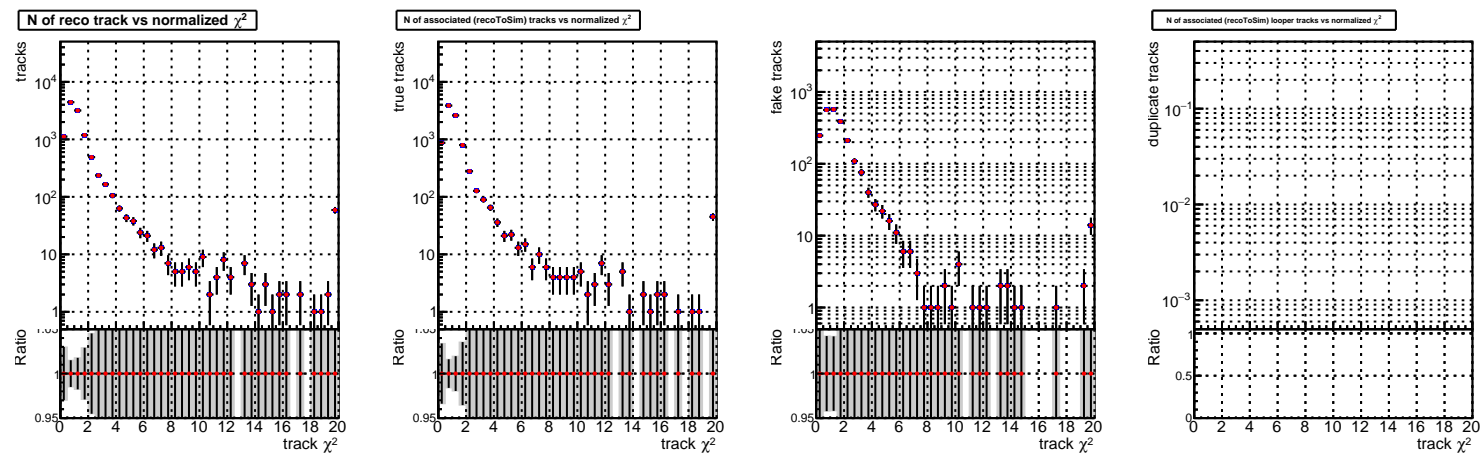 N of reco track vs normalized χ²
tracks
10⁴
10³
10²
10
1
Ratio
1.05
1
0.95
0 2 4 6 8 10 12 14 16 18 20
track χ²
N of associated (recoToSim) tracks vs normalized χ²
true tracks
10⁴
10³
10²
10
1
Ratio
1.05
1
0.95
0 2 4 6 8 10 12 14 16 18 20
track χ²
fake tracks
10³
10²
10
1
Ratio
1.05
1
0.95
0 2 4 6 8 10 12 14 16 18 20
track χ²
N of associated (recoToSim) looper tracks vs normalized χ²
duplicate tracks
10⁻¹
10⁻²
10⁻³
Ratio
1
0.5
0
0 2 4 6 8 10 12 14 16 18 20
track χ²